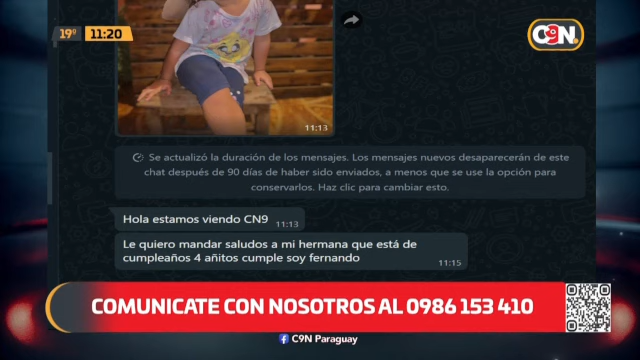 19º 11:20
C9N.
11:13
Se actualizó la duración de los mensajes. Los mensajes nuevos desaparecerán de este
chat después de 90 días de haber sido enviados, a menos que se use la opción para
conservarlos. Haz clic para cambiar esto.
Hola estamos viendo CN9 11:13
Le quiero mandar saludos a mi hermana que está de
cumpleaños 4 añitos cumple soy fernando 11:15
COMUNICATE CON NOSOTROS AL 0986 153 410
C9N Paraguay